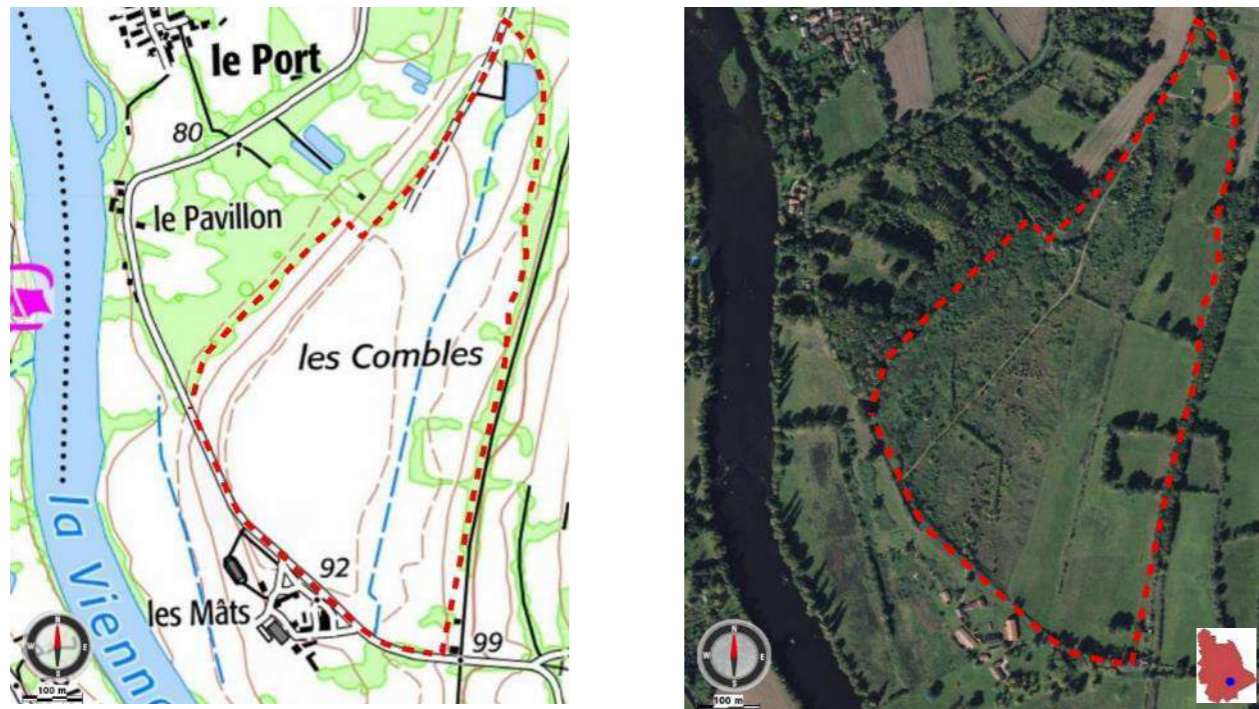 le Port
80
le Pavillon
les Combles
la Vienne
92
les Mâts
99
N
W E
S
100 m
N
W E
S
100 m